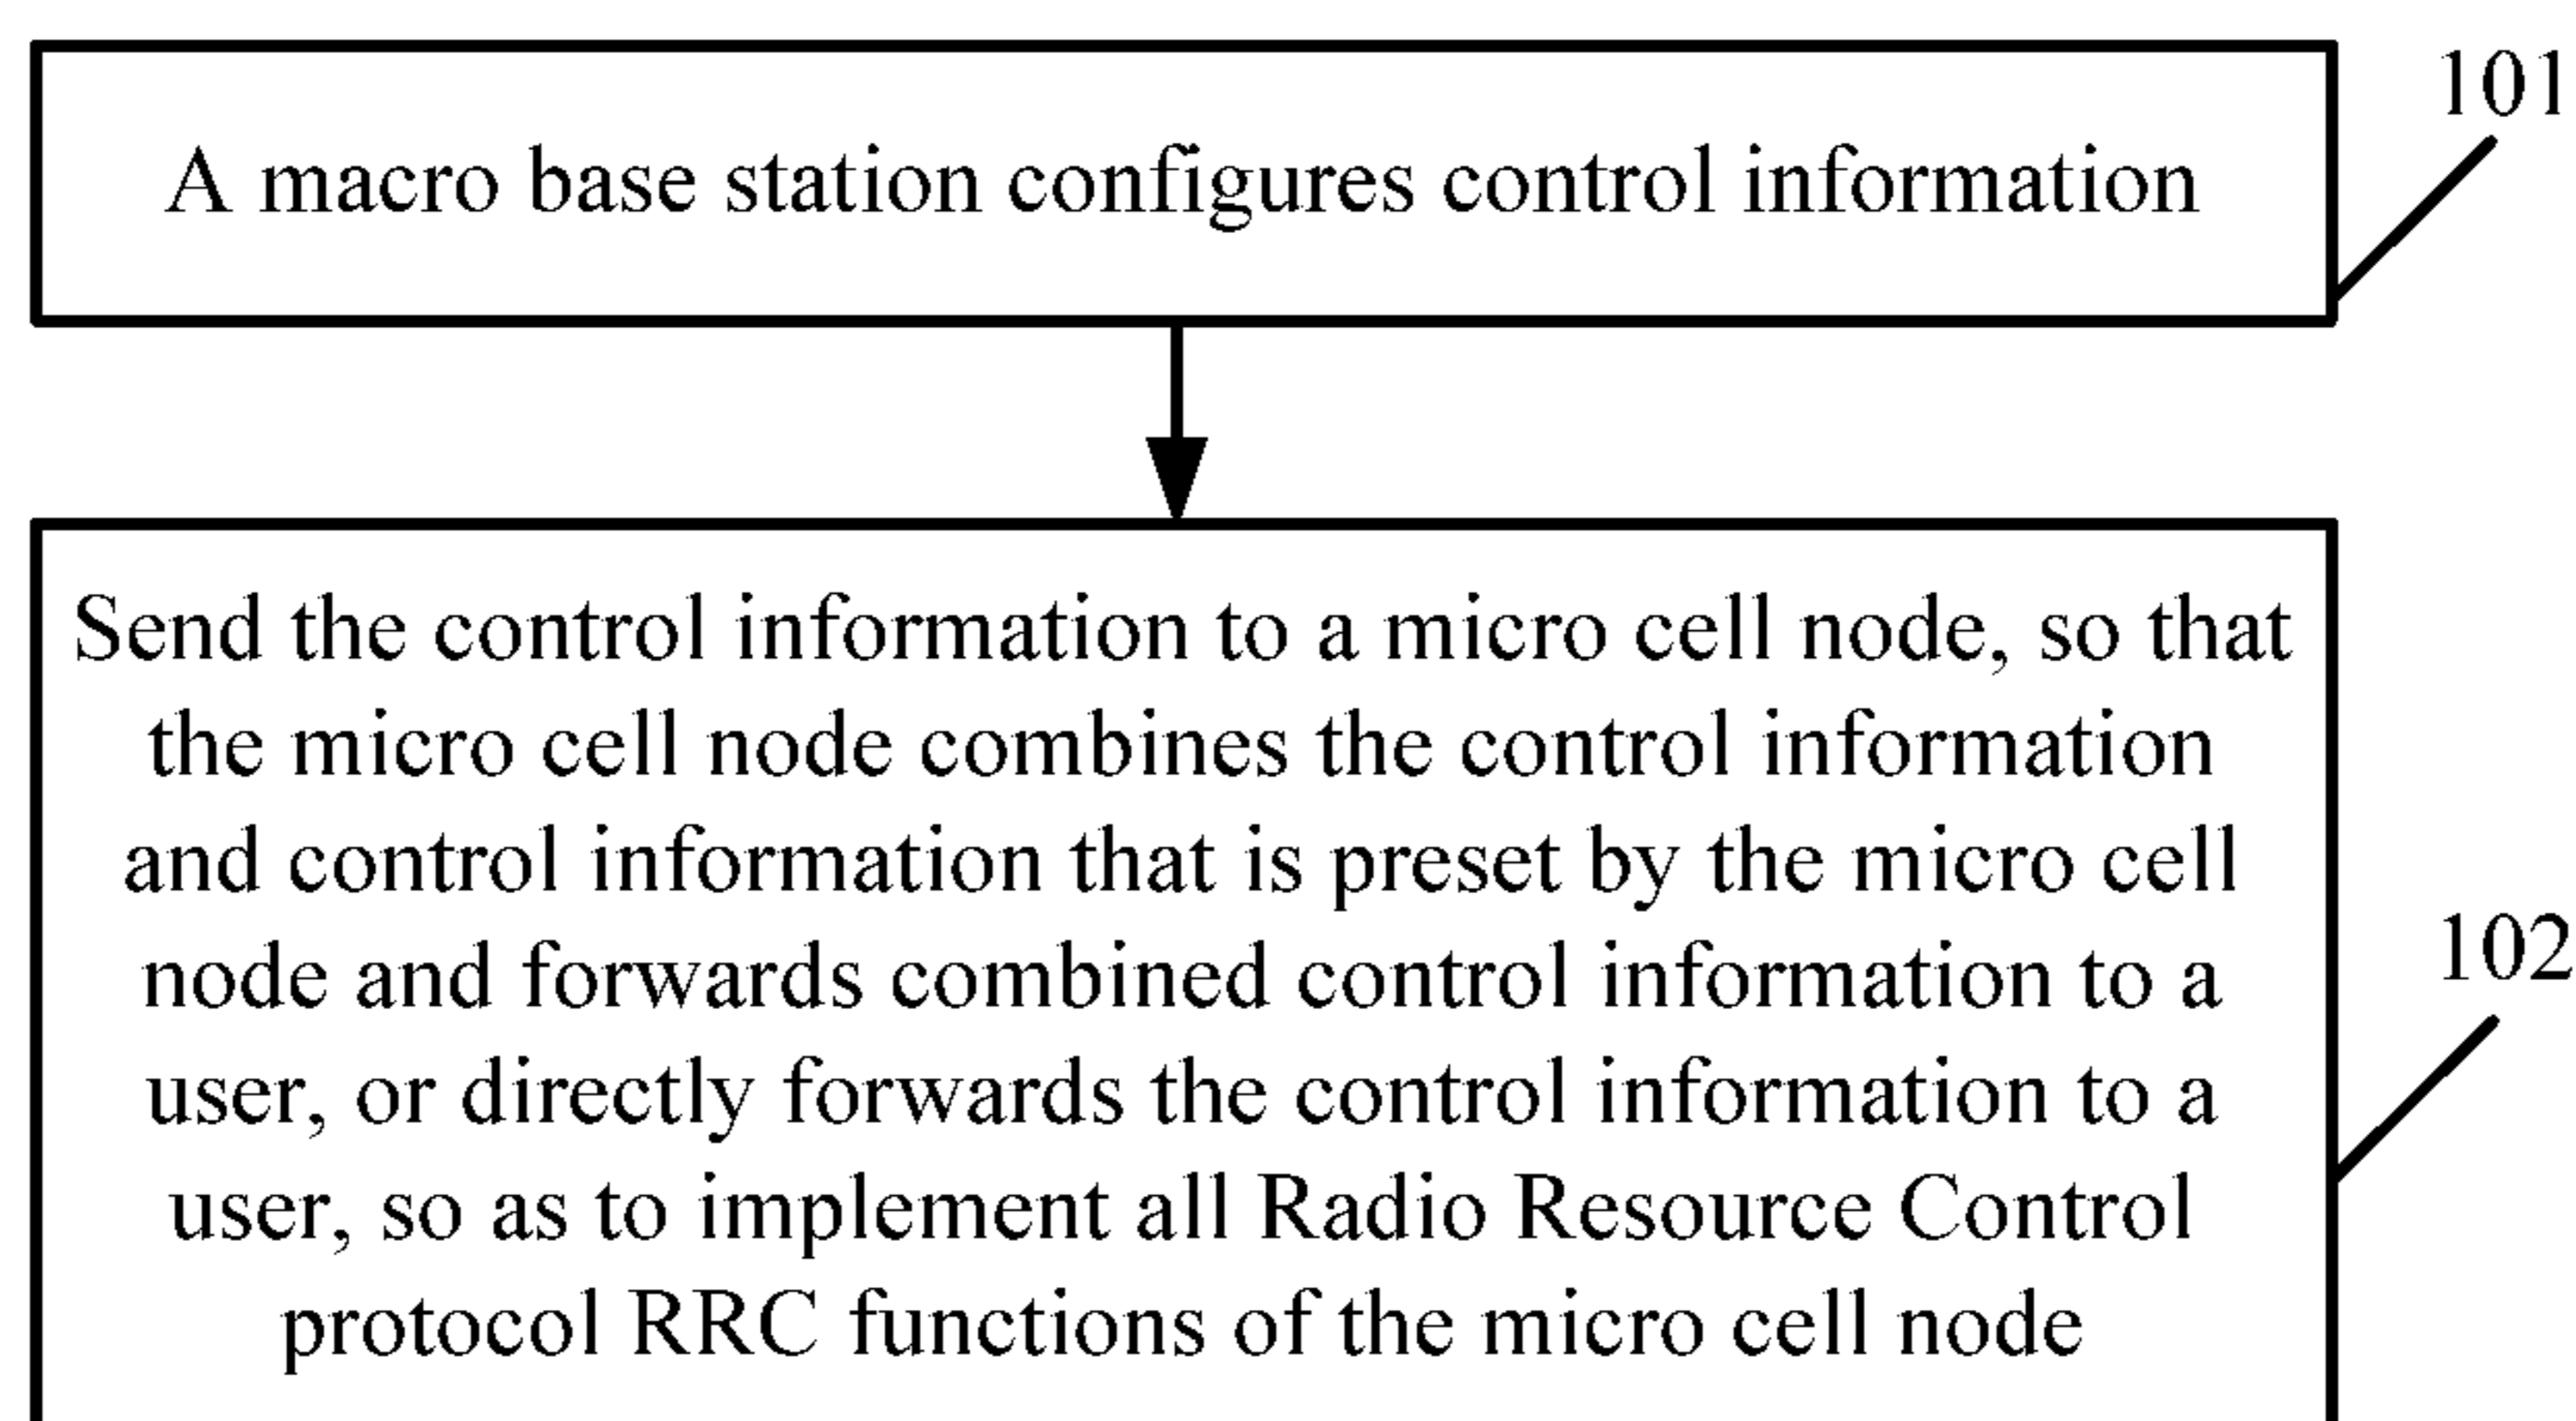 A macro base station configures control information
101
Send the control information to a micro cell node, so that
the micro cell node combines the control information
and control information that is preset by the micro cell
node and forwards combined control information to a
user, or directly forwards the control information to a
user, so as to implement all Radio Resource Control
protocol RRC functions of the micro cell node
102